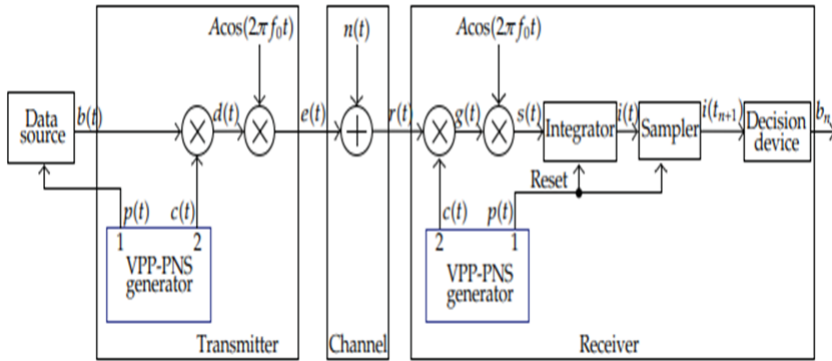 Acos(2πf₀t)
n(t)
Acos(2πf₀t)
Data
source
b(t)
d(t)
e(t)
r(t)
g(t)
s(t)
Integrator
i(t)
Sampler
i(tₙ₊₁)
Decision
device
bₙ
Reset
p(t)
c(t)
c(t)
p(t)
1
2
2
1
VPP-PNS
generator
VPP-PNS
generator
Transmitter
Channel
Receiver